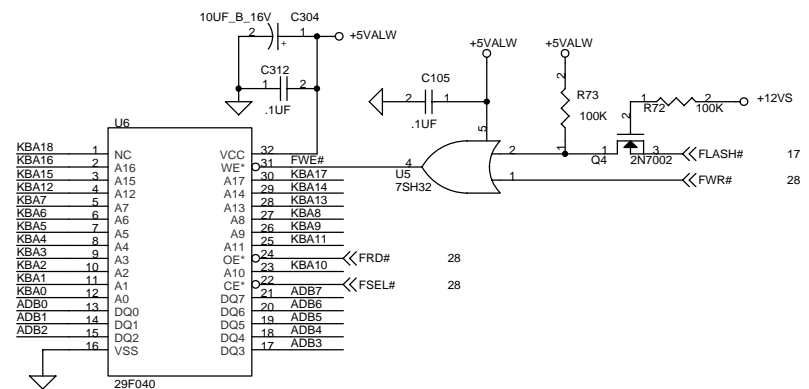 10UF_B_16V C304
2 1 +5VALW
+
C312
1 2
.1UF
+5VALW +5VALW
C105
2 1
.1UF
5
2
R73
100K
1
1 R72 2 +12VS
100K
2
U6
KBA18 1 NC VCC 32
KBA16 2 A16 WE* 31 FWE# 4 U5 7SH32 2 Q4 1 2N7002 3 FLASH# 17
KBA15 3 A15 A17 30 KBA17 1 FWR# 28
KBA12 4 A12 A14 29 KBA14
KBA7 5 A7 A13 28 KBA13
KBA6 6 A6 A8 27 KBA8
KBA5 7 A5 A9 26 KBA9
KBA4 8 A4 A11 25 KBA11
KBA3 9 A3 OE* 24 FRD# 28
KBA2 10 A2 A10 23 KBA10
KBA1 11 A1 CE* 22 FSEL# 28
KBA0 12 A0 DQ7 21 ADB7
ADB0 13 DQ0 DQ6 20 ADB6
ADB1 14 DQ1 DQ5 19 ADB5
ADB2 15 DQ2 DQ4 18 ADB4
16 VSS DQ3 17 ADB3
29F040